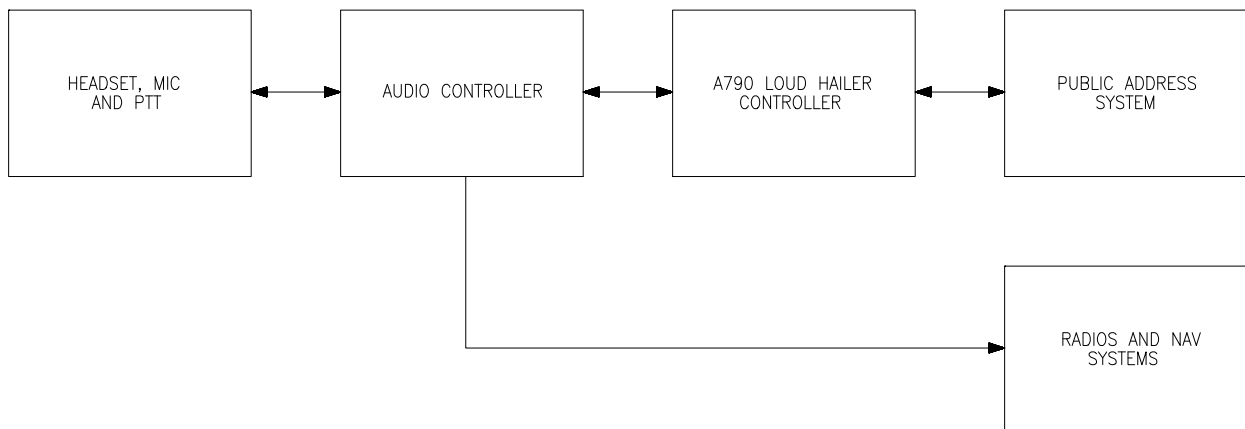 HEADSET, MIC
AND PTT
AUDIO CONTROLLER
A790 LOUD HAILER
CONTROLLER
PUBLIC ADDRESS
SYSTEM
RADIOS AND NAV
SYSTEMS